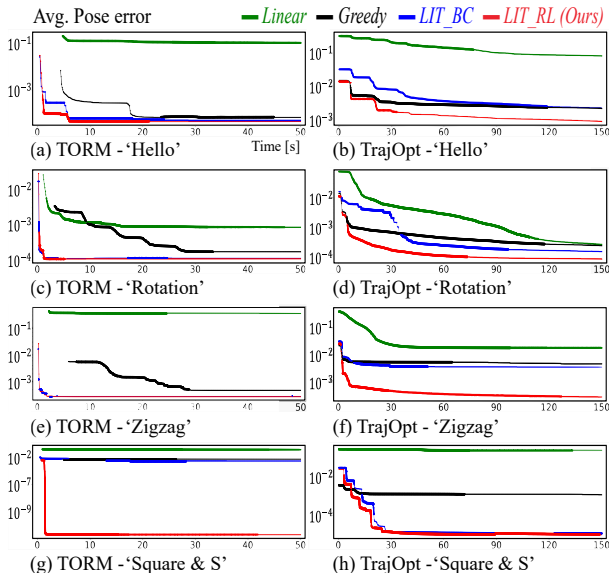 Avg. Pose error Linear Greedy LIT_BC LIT_RL (Ours)
10⁻¹ 10⁻³ 0 10 20 30 40 50
10⁻¹ 10⁻² 10⁻³ 0 30 60 90 120 150
(a) TORM -‘Hello’ Time [s] (b) TrajOpt -‘Hello’
10⁻² 10⁻³ 10⁻⁴ 0 10 20 30 40 50
10⁻² 10⁻³ 10⁻⁴ 0 30 60 90 120 150
(c) TORM -‘Rotation’ (d) TrajOpt -‘Rotation’
10⁻¹ 10⁻³ 0 10 20 30 40 50
10⁻¹ 10⁻² 10⁻³ 0 30 60 90 120 150
(e) TORM -‘Zigzag’ (f) TrajOpt -‘Zigzag’
10⁻² 10⁻⁷ 10⁻⁹ 0 10 20 30 40 50
10⁻² 10⁻⁴ 0 30 60 90 120 150
(g) TORM -‘Square & S’ (h) TrajOpt -‘Square & S’